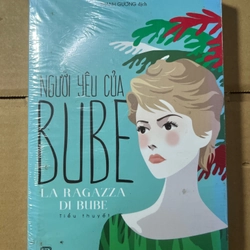 NGƯỜI YÊU CỦA
BUBE
LA RAGAZZA
DI BUBE
tiểu thuyết